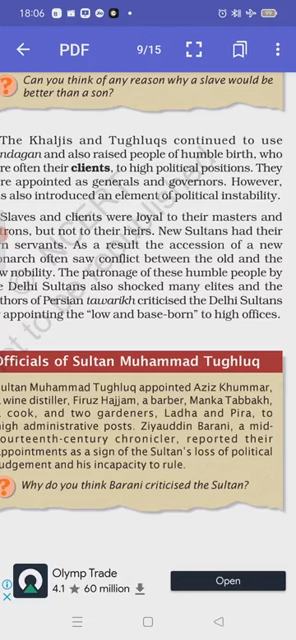 18:06
PDF 9/15
Can you think of any reason why a slave would be
better than a son?
The Khaljis and Tughluqs continued to use
ndagan and also raised people of humble birth, who
re often their clients, to high political positions. They
re appointed as generals and governors. However,
s also introduced an element of political instability.
Slaves and clients were loyal to their masters and
rons, but not to their heirs. New Sultans had their
n servants. As a result the accession of a new
onarch often saw conflict between the old and the
w nobility. The patronage of these humble people by
e Delhi Sultans also shocked many elites and the
thors of Persian tawarikh criticised the Delhi Sultans
appointing the "low and base-born" to high offices.
Officials of Sultan Muhammad Tughluq
ultan Muhammad Tughluq appointed Aziz Khummar,
wine distiller, Firuz Hajjam, a barber, Manka Tabbakh,
cook, and two gardeners, Ladha and Pira, to
high administrative posts. Ziyauddin Barani, a mid-
ourteenth-century chronicler, reported their
appointments as a sign of the Sultan's loss of political
udgement and his incapacity to rule.
Why do you think Barani criticised the Sultan?
Olymp Trade
4.1 ★ 60 million
Open